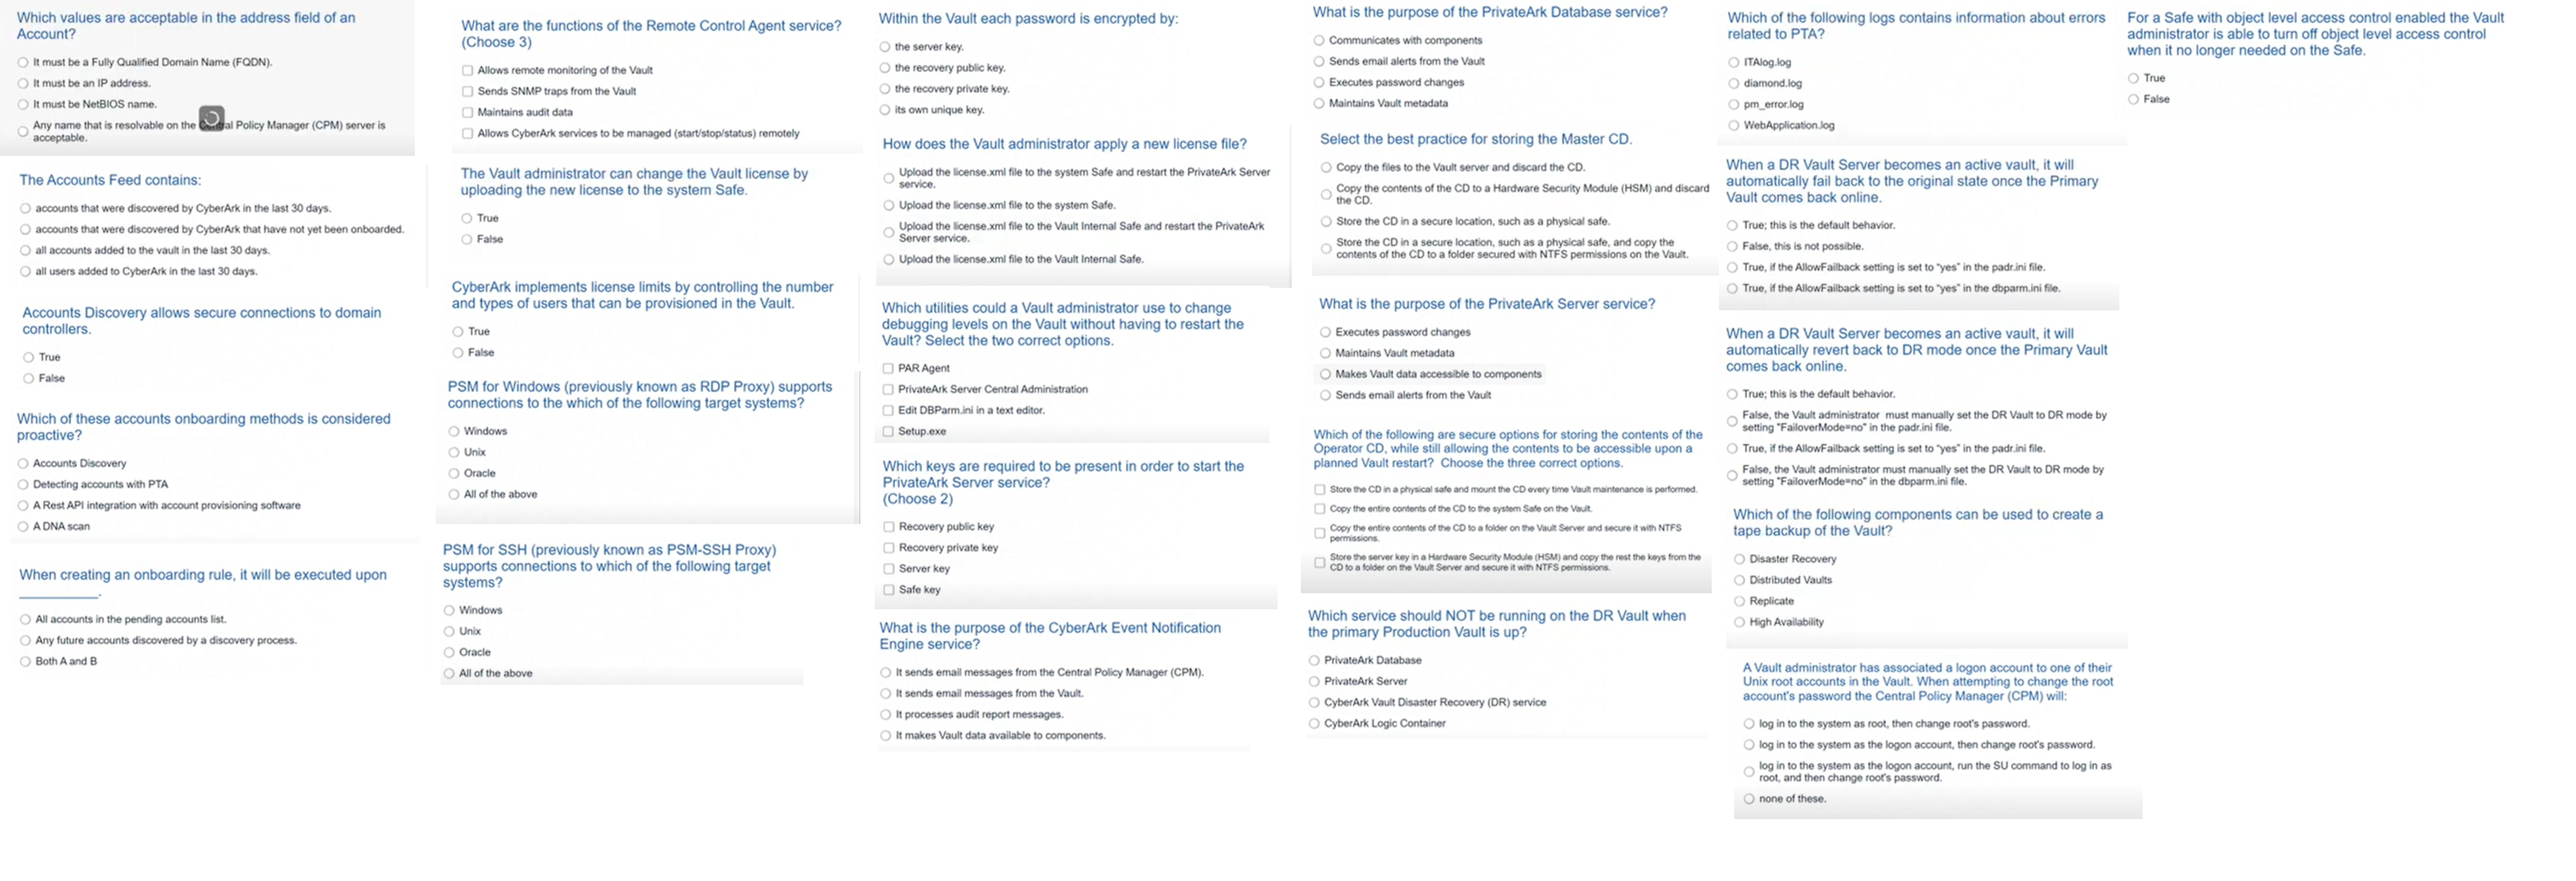 Which values are acceptable in the address field of an
Account?
It must be a Fully Qualified Domain Name (FQDN).
It must be an IP address.
It must be NetBIOS name.
Any name that is resolvable on the Central Policy Manager (CPM) server is
acceptable.
The Accounts Feed contains:
accounts that were discovered by CyberArk in the last 30 days.
accounts that were discovered by CyberArk that have not yet been onboarded.
all accounts added to the vault in the last 30 days.
all users added to CyberArk in the last 30 days.
Accounts Discovery allows secure connections to domain
controllers.
True
False
Which of these accounts onboarding methods is considered
proactive?
Accounts Discovery
Detecting accounts with PTA
A Rest API integration with account provisioning software
A DNA scan
When creating an onboarding rule, it will be executed upon
____________.
All accounts in the pending accounts list.
Any future accounts discovered by a discovery process.
Both A and B
What are the functions of the Remote Control Agent service?
(Choose 3)
Allows remote monitoring of the Vault
Sends SNMP traps from the Vault
Maintains audit data
Allows CyberArk services to be managed (start/stop/status) remotely
The Vault administrator can change the Vault license by
uploading the new license to the system Safe.
True
False
CyberArk implements license limits by controlling the number
and types of users that can be provisioned in the Vault.
True
False
PSM for Windows (previously known as RDP Proxy) supports
connections to the which of the following target systems?
Windows
Unix
Oracle
All of the above
PSM for SSH (previously known as PSM-SSH Proxy)
supports connections to which of the following target
systems?
Windows
Unix
Oracle
All of the above
Within the Vault each password is encrypted by:
the server key.
the recovery public key.
the recovery private key.
its own unique key.
How does the Vault administrator apply a new license file?
Upload the license.xml file to the system Safe and restart the PrivateArk Server
service.
Upload the license.xml file to the system Safe.
Upload the license.xml file to the Vault Internal Safe and restart the PrivateArk
Server service.
Upload the license.xml file to the Vault Internal Safe.
Which utilities could a Vault administrator use to change
debugging levels on the Vault without having to restart the
Vault? Select the two correct options.
PAR Agent
PrivateArk Server Central Administration
Edit DBParm.ini in a text editor.
Setup.exe
Which keys are required to be present in order to start the
PrivateArk Server service?
(Choose 2)
Recovery public key
Recovery private key
Server key
Safe key
What is the purpose of the CyberArk Event Notification
Engine service?
It sends email messages from the Central Policy Manager (CPM).
It sends email messages from the Vault.
It processes audit report messages.
It makes Vault data available to components.
What is the purpose of the PrivateArk Database service?
Communicates with components
Sends email alerts from the Vault
Executes password changes
Maintains Vault metadata
Select the best practice for storing the Master CD.
Copy the files to the Vault server and discard the CD.
Copy the contents of the CD to a Hardware Security Module (HSM) and discard
the CD.
Store the CD in a secure location, such as a physical safe.
Store the CD in a secure location, such as a physical safe, and copy the
contents of the CD to a folder secured with NTFS permissions on the Vault.
What is the purpose of the PrivateArk Server service?
Executes password changes
Maintains Vault metadata
Makes Vault data accessible to components
Sends email alerts from the Vault
Which of the following are secure options for storing the contents of the
Operator CD, while still allowing the contents to be accessible upon a
planned Vault restart? Choose the three correct options.
Store the CD in a physical safe and mount the CD every time Vault maintenance is performed.
Copy the entire contents of the CD to the system Safe on the Vault.
Copy the entire contents of the CD to a folder on the Vault Server and secure it with NTFS
permissions.
Store the server key in a Hardware Security Module (HSM) and copy the rest the keys from the
CD to a folder on the Vault Server and secure it with NTFS permissions.
Which service should NOT be running on the DR Vault when
the primary Production Vault is up?
PrivateArk Database
PrivateArk Server
CyberArk Vault Disaster Recovery (DR) service
CyberArk Logic Container
Which of the following logs contains information about errors
related to PTA?
ITAlog.log
diamond.log
pm_error.log
WebApplication.log
When a DR Vault Server becomes an active vault, it will
automatically fail back to the original state once the Primary
Vault comes back online.
True; this is the default behavior.
False, this is not possible.
True, if the AllowFailback setting is set to "yes" in the padr.ini file.
True, if the AllowFailback setting is set to "yes" in the dbparm.ini file.
When a DR Vault Server becomes an active vault, it will
automatically revert back to DR mode once the Primary Vault
comes back online.
True; this is the default behavior.
False, the Vault administrator must manually set the DR Vault to DR mode by
setting "FailoverMode=no" in the padr.ini file.
True, if the AllowFailback setting is set to "yes" in the padr.ini file.
False, the Vault administrator must manually set the DR Vault to DR mode by
setting "FailoverMode=no" in the dbparm.ini file.
Which of the following components can be used to create a
tape backup of the Vault?
Disaster Recovery
Distributed Vaults
Replicate
High Availability
A Vault administrator has associated a logon account to one of their
Unix root accounts in the Vault. When attempting to change the root
account's password the Central Policy Manager (CPM) will:
log in to the system as root, then change root's password.
log in to the system as the logon account, then change root's password.
log in to the system as the logon account, run the SU command to log in as
root, and then change root's password.
none of these.
For a Safe with object level access control enabled the Vault
administrator is able to turn off object level access control
when it no longer needed on the Safe.
True
False